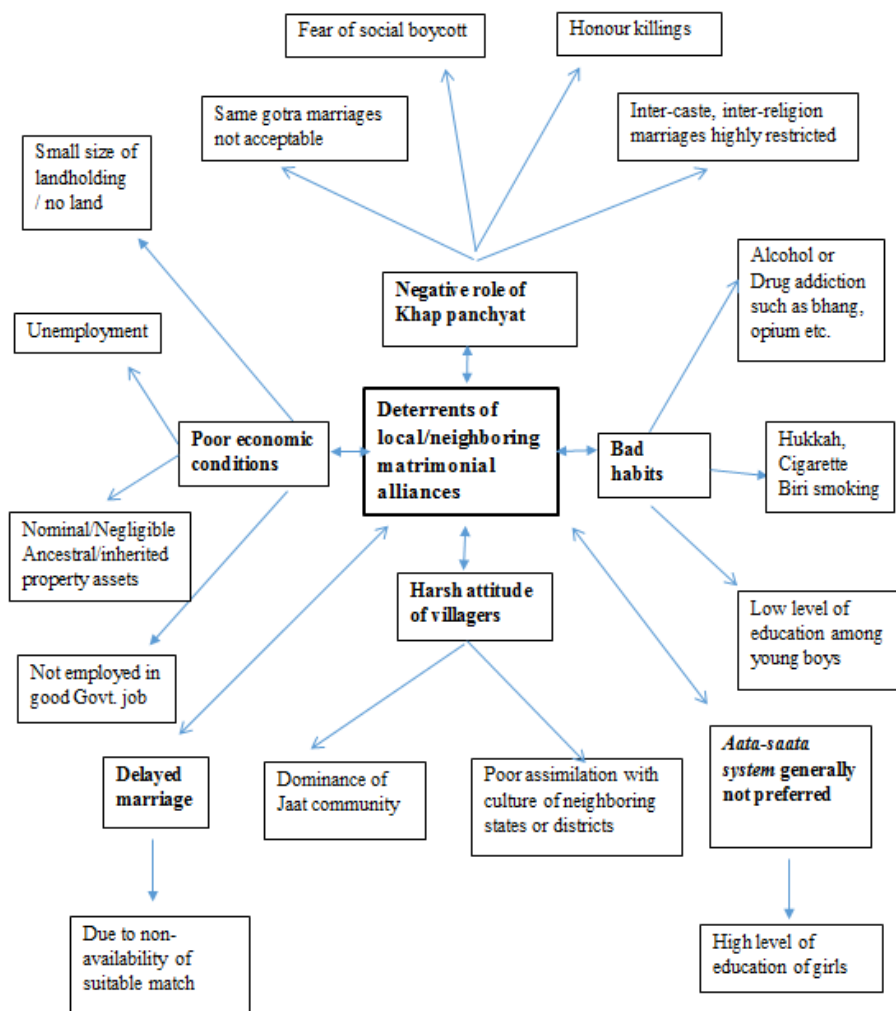 Fear of social boycott
Honour killings
Same gotra marriages
not acceptable
Inter-caste, inter-religion
marriages highly restricted
Small size of
landholding
/ no land
Negative role of
Khap panchyat
Alcohol or
Drug addiction
such as bhang,
opium etc.
Unemployment
Deterrents of
local/neighboring
matrimonial
alliances
Poor economic
conditions
Bad
habits
Hukkah,
Cigarette
Biri smoking
Nominal/Negligible
Ancestral/inherited
property assets
Harsh attitude
of villagers
Low level of
education among
young boys
Not employed in
good Govt. job
Delayed
marriage
Dominance of
Jaat community
Poor assimilation with
culture of neighboring
states or districts
Aata-saata
system generally
not preferred
Due to non-
availability of
suitable match
High level of
education of girls